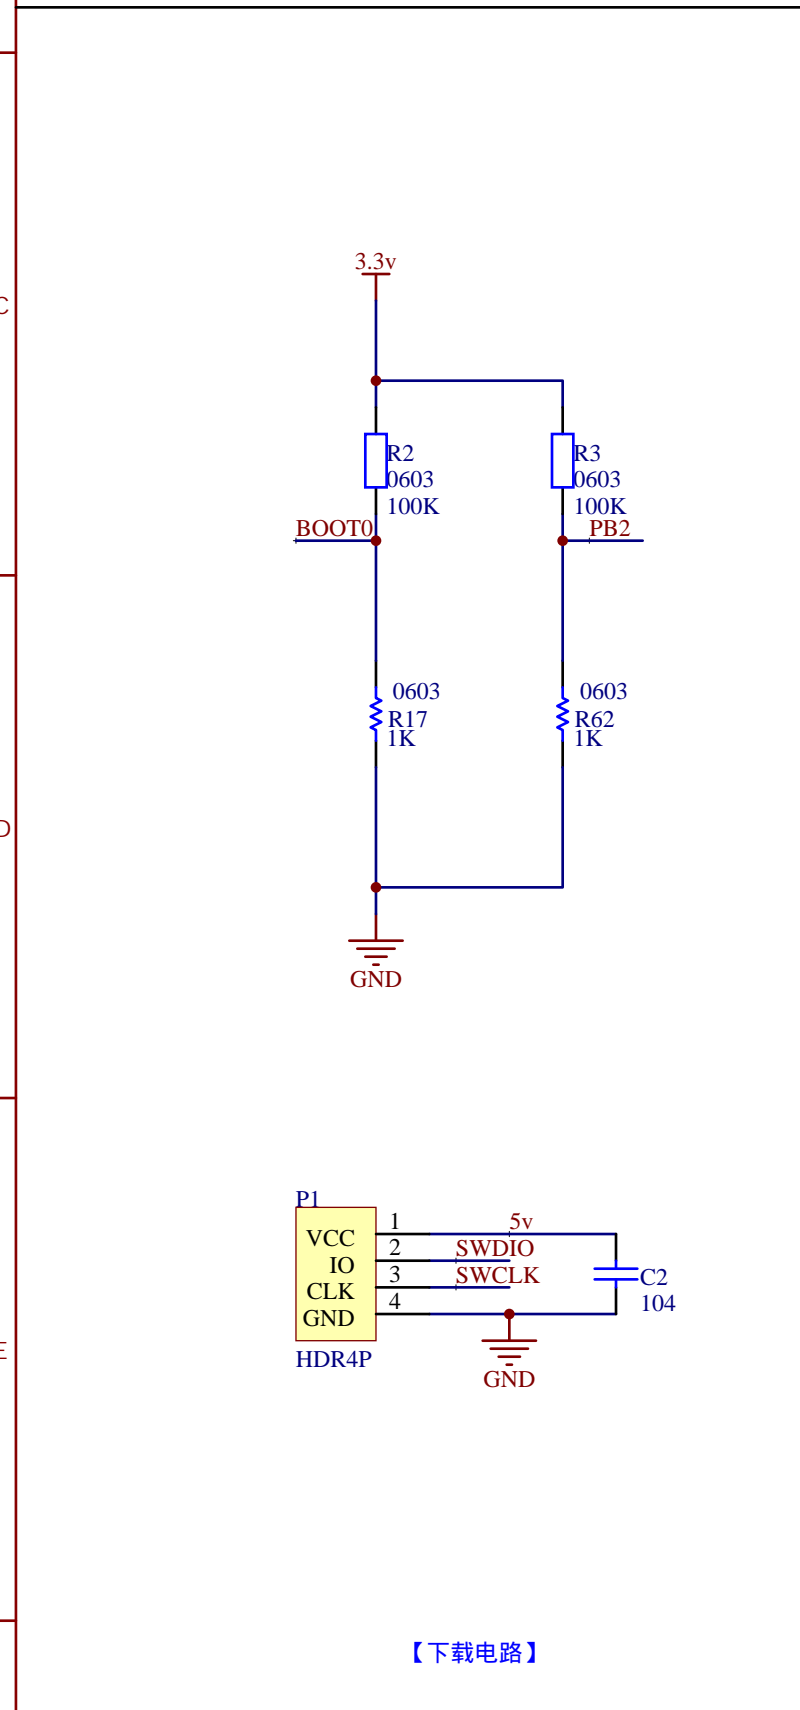 3.3v
C
R2
0603
100K
R3
0603
100K
BOOT0
PB2
0603
R17
1K
0603
R62
1K
D
GND
P1
VCC
IO
CLK
GND
1
2
3
4
5v
SWDIO
SWCLK
C2
104
E
HDR4P
GND
【下载电路】